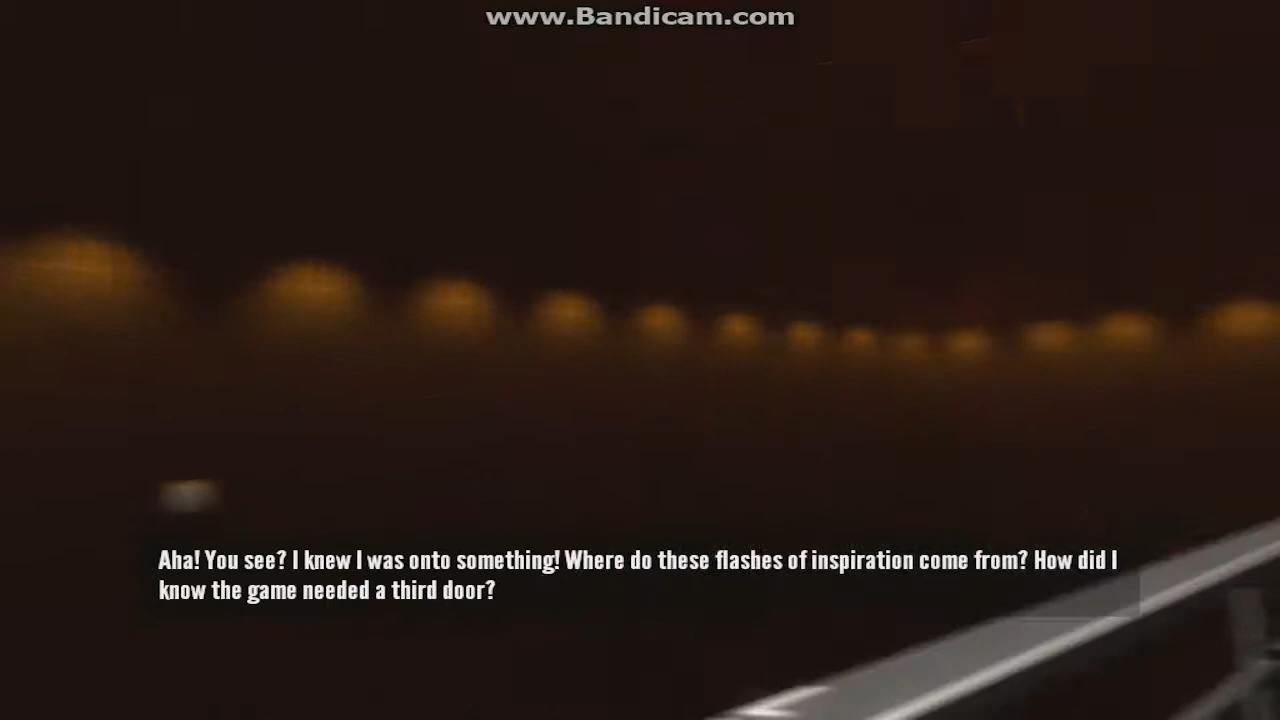 www.Bandicam.com
Aha! You see? I knew I was onto something! Where do these flashes of inspiration come from? How did I
know the game needed a third door?